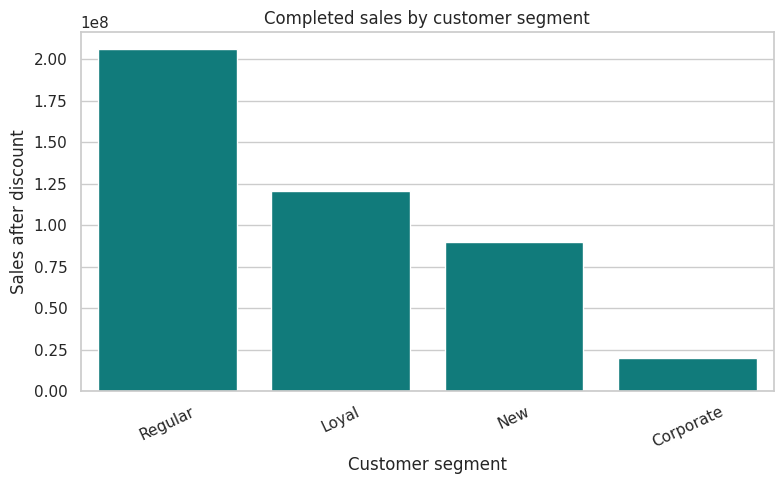 Completed sales by customer segment
1e8
2.00
1.75
1.50
1.25
1.00
0.75
0.50
0.25
0.00
Sales after discount
Regular
Loyal
New
Corporate
Customer segment